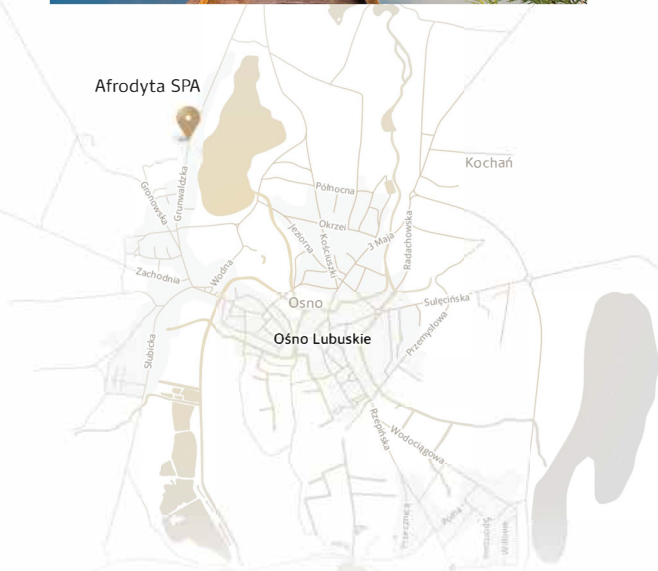 Afrodyta SPA
Kochań
Północna
Gronowska
Grunwaldzka
Okrzei
Jeziorna
Kościuszki
3 Maja
Radachowska
Zachodnia
Wodna
Osno
Sulęcińska
Ośno Lubuskie
Przemysłowa
Słubicka
Rzepińska
Wodociągowa
Polna